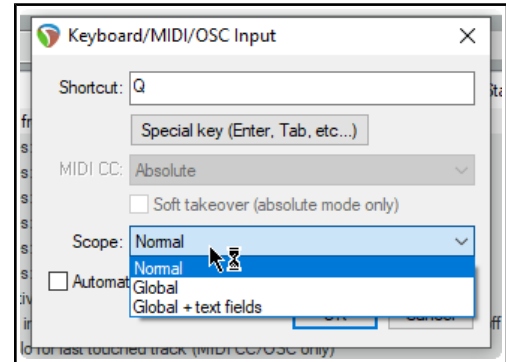 Keyboard/MIDI/OSC Input
Shortcut: Q
Special key (Enter, Tab, etc...)
MIDI CC: Absolute
Soft takeover (absolute mode only)
Scope: Normal
Normal
Automat
Global
Global + text fields
lo for last touched track (MIDI CC/OSC only)